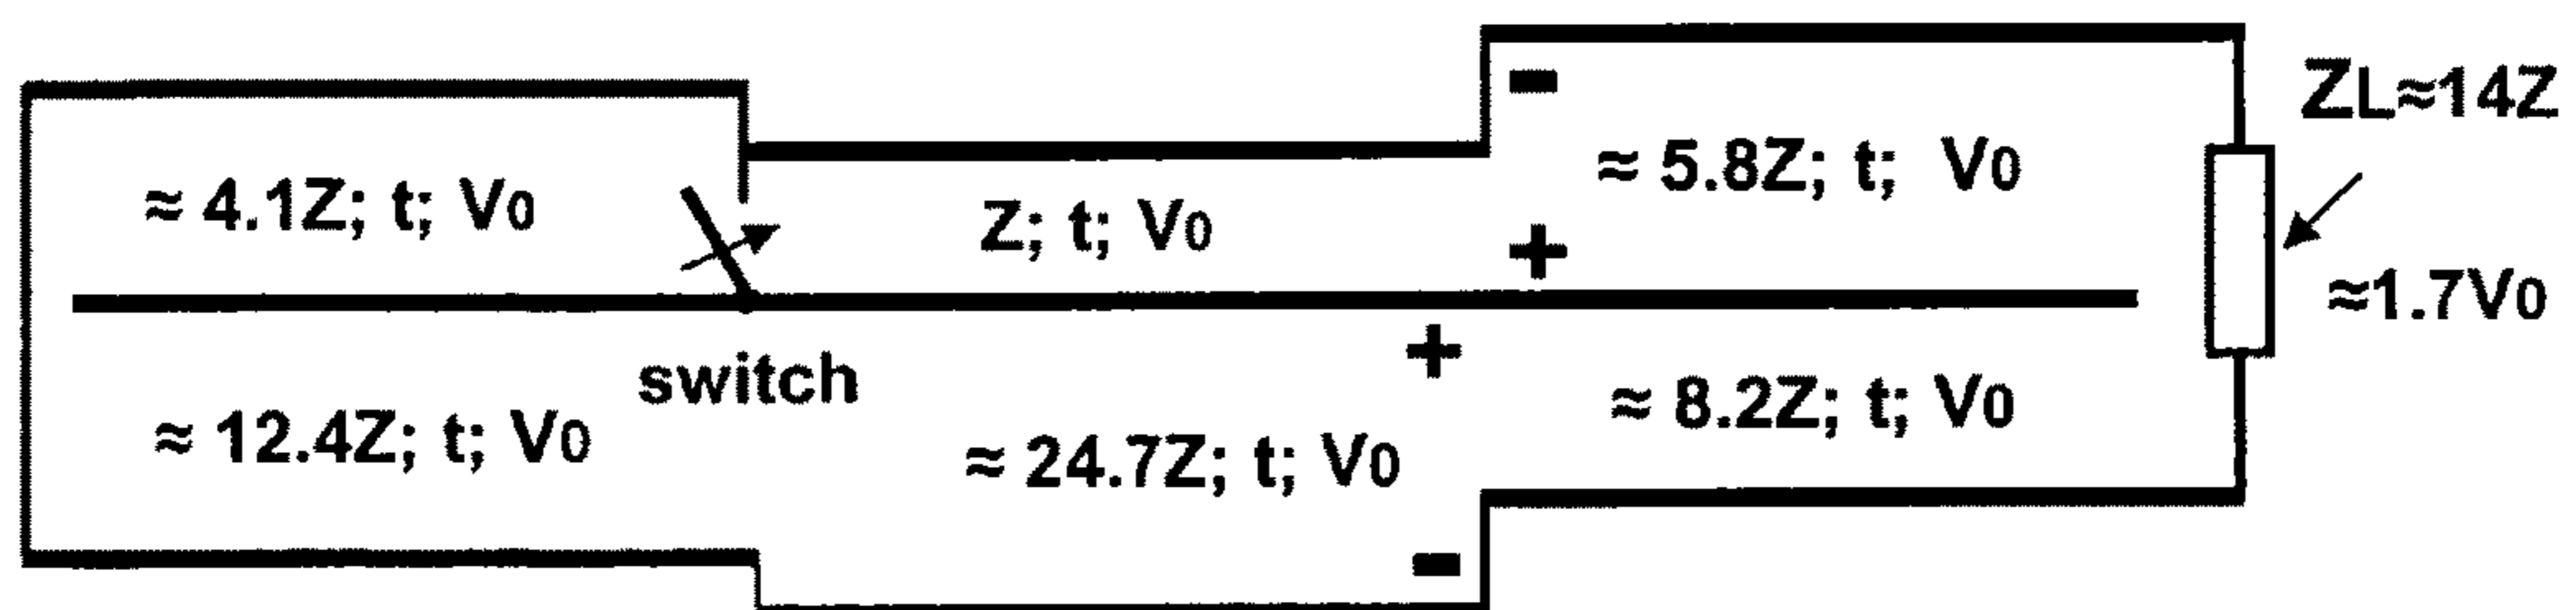 -
ZL≈14Z
≈ 4.1Z; t; V0
Z; t; V0
≈ 5.8Z; t; V0
+
≈1.7V0
switch
+
≈ 12.4Z; t; V0
≈ 24.7Z; t; V0
≈ 8.2Z; t; V0
-